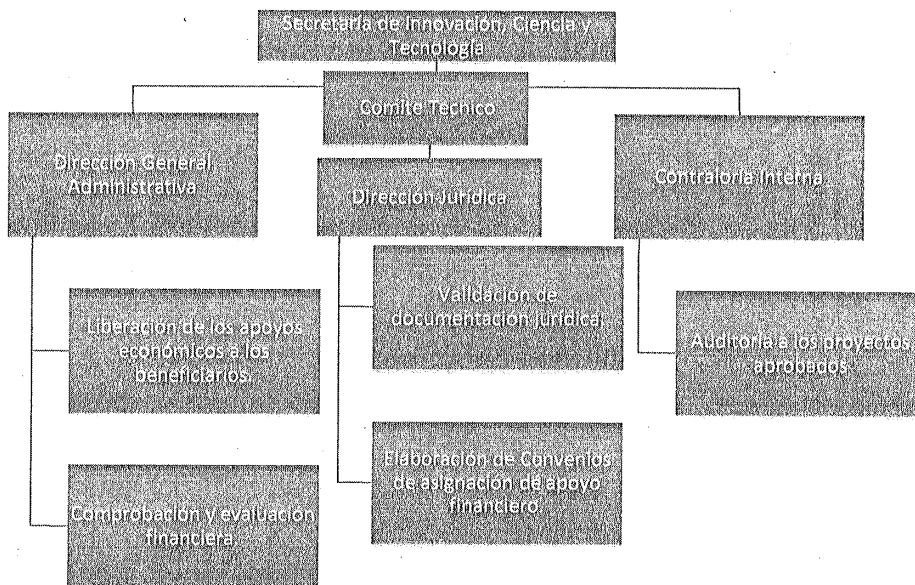 Secretaría de Innovación, Ciencia y
Tecnología
Comité Técnico
Dirección General
Administrativa
Dirección Jurídica
Contraloría Interna
Liberación de los apoyos
económicos a los
beneficiarios.
Validación de
documentación jurídica.
Auditoría a los proyectos
aprobados
Comprobación y evaluación
financiera.
Elaboración de Convenios
de asignación de apoyo
financiero.